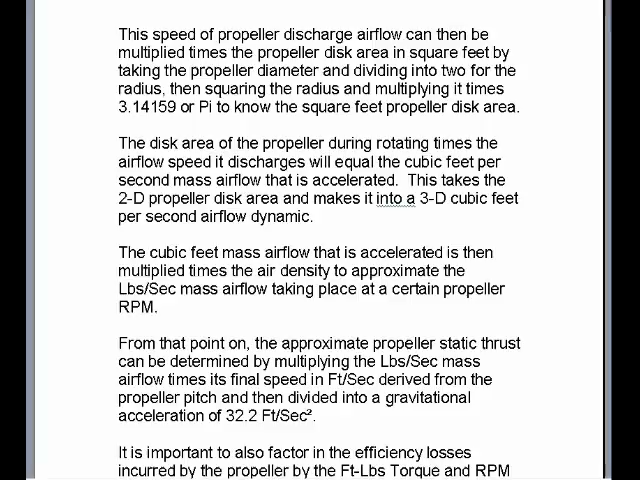 This speed of propeller discharge airflow can then be
multiplied times the propeller disk area in square feet by
taking the propeller diameter and dividing into two for the
radius, then squaring the radius and multiplying it times
3.14159 or Pi to know the square feet propeller disk area.
The disk area of the propeller during rotating times the
airflow speed it discharges will equal the cubic feet per
second mass airflow that is accelerated.  This takes the
2-D propeller disk area and makes it into a 3-D cubic feet
per second airflow dynamic.
The cubic feet mass airflow that is accelerated is then
multiplied times the air density to approximate the
Lbs/Sec mass airflow taking place at a certain propeller
RPM.
From that point on, the approximate propeller static thrust
can be determined by multiplying the Lbs/Sec mass
airflow times its final speed in Ft/Sec derived from the
propeller pitch and then divided into a gravitational
acceleration of 32.2 Ft/Sec².
It is important to also factor in the efficiency losses
incurred by the propeller by the Ft-Lbs Torque and RPM